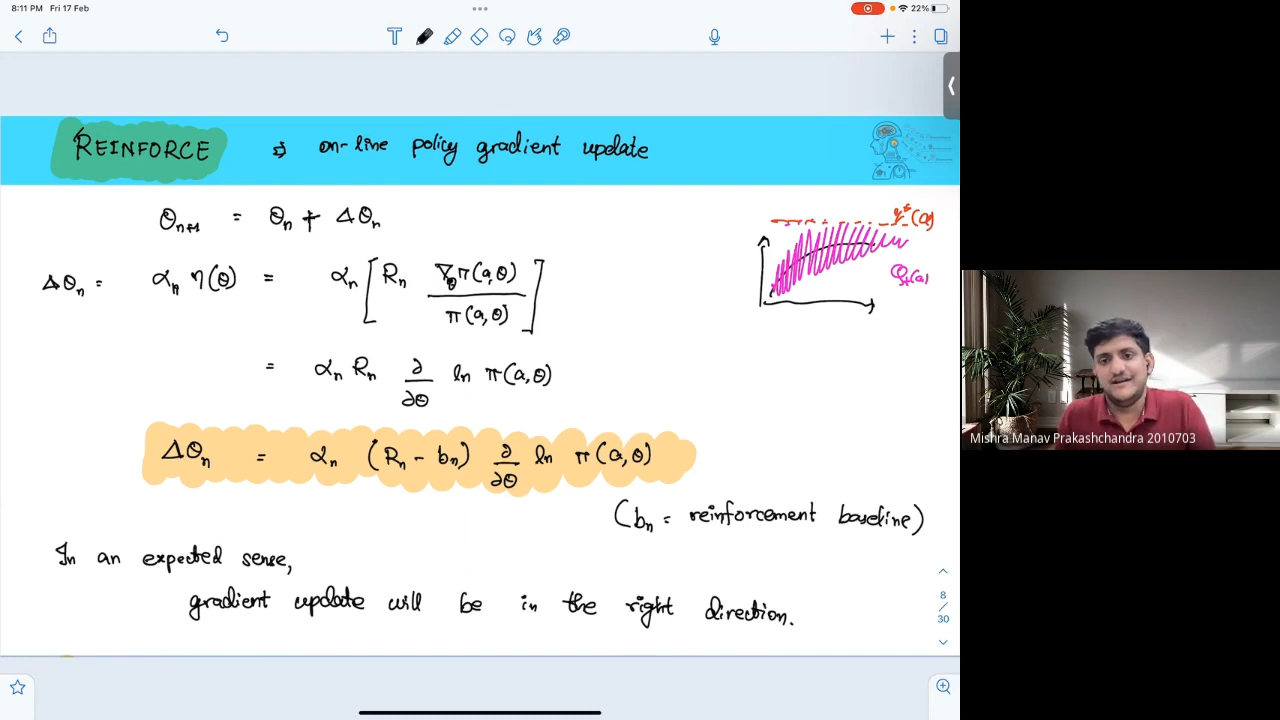 8:11 PM Fri 17 Feb
22%
REINFORCE ⇒ on-line policy gradient update
θₙ₊₁ = θₙ + Δθₙ
Δθₙ = αₙ η(θ) = αₙ [ Rₙ ∇θ π(a,θ) / π(a,θ) ]
= αₙ Rₙ ∂/∂θ ln π(a,θ)
Δθₙ = αₙ (Rₙ - bₙ) ∂/∂θ ln π(a,θ)
(bₙ = reinforcement baseline)
In an expected sense,
gradient update will be in the right direction.
8
/
30
Mishra Manav Prakashchandra 2010703